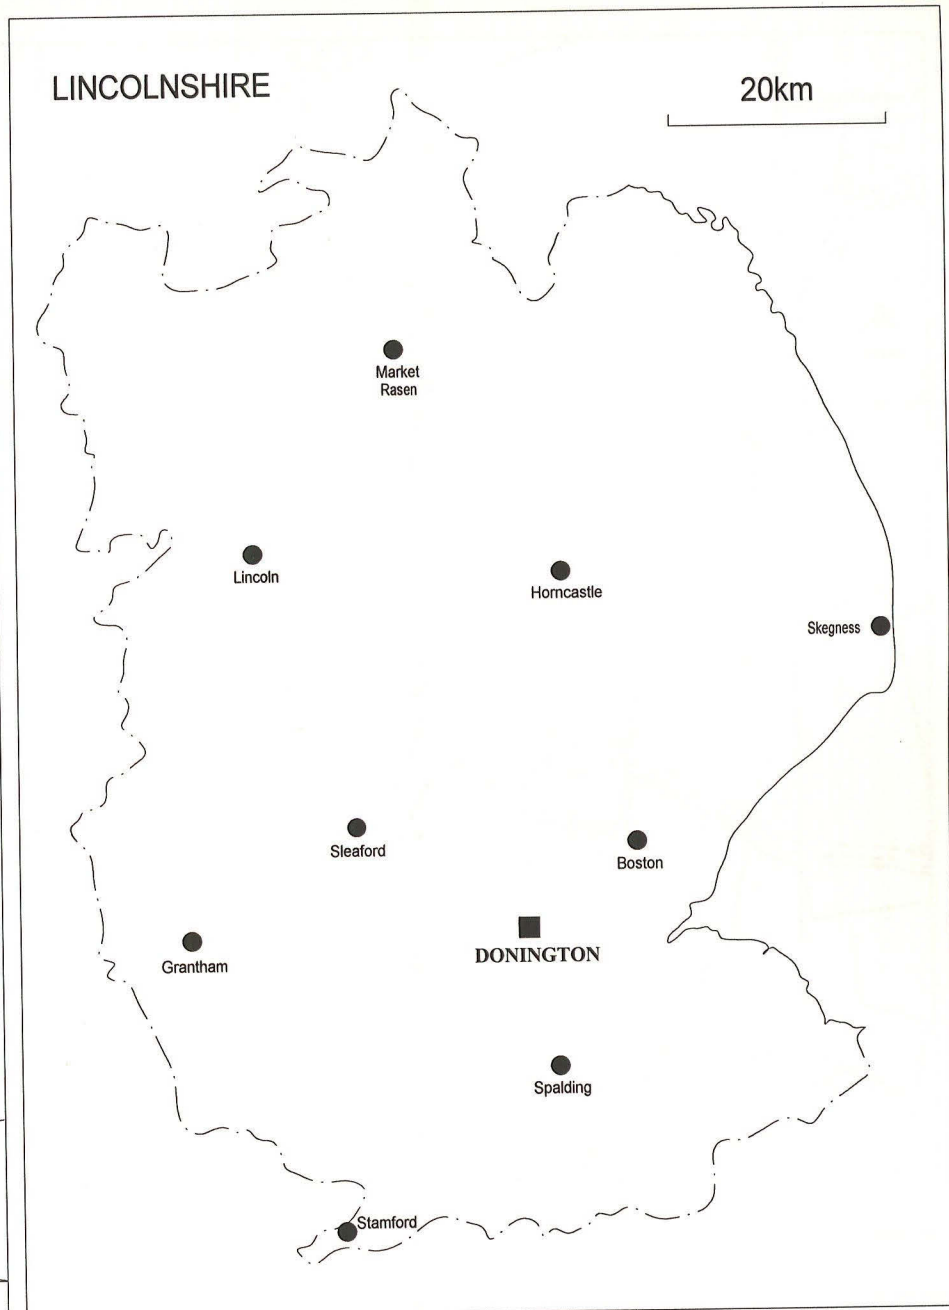 LINCOLNSHIRE
20km
Market
Rasen
Lincoln
Horncastle
Skegness
Sleaford
Boston
DONINGTON
Grantham
Spalding
Stamford